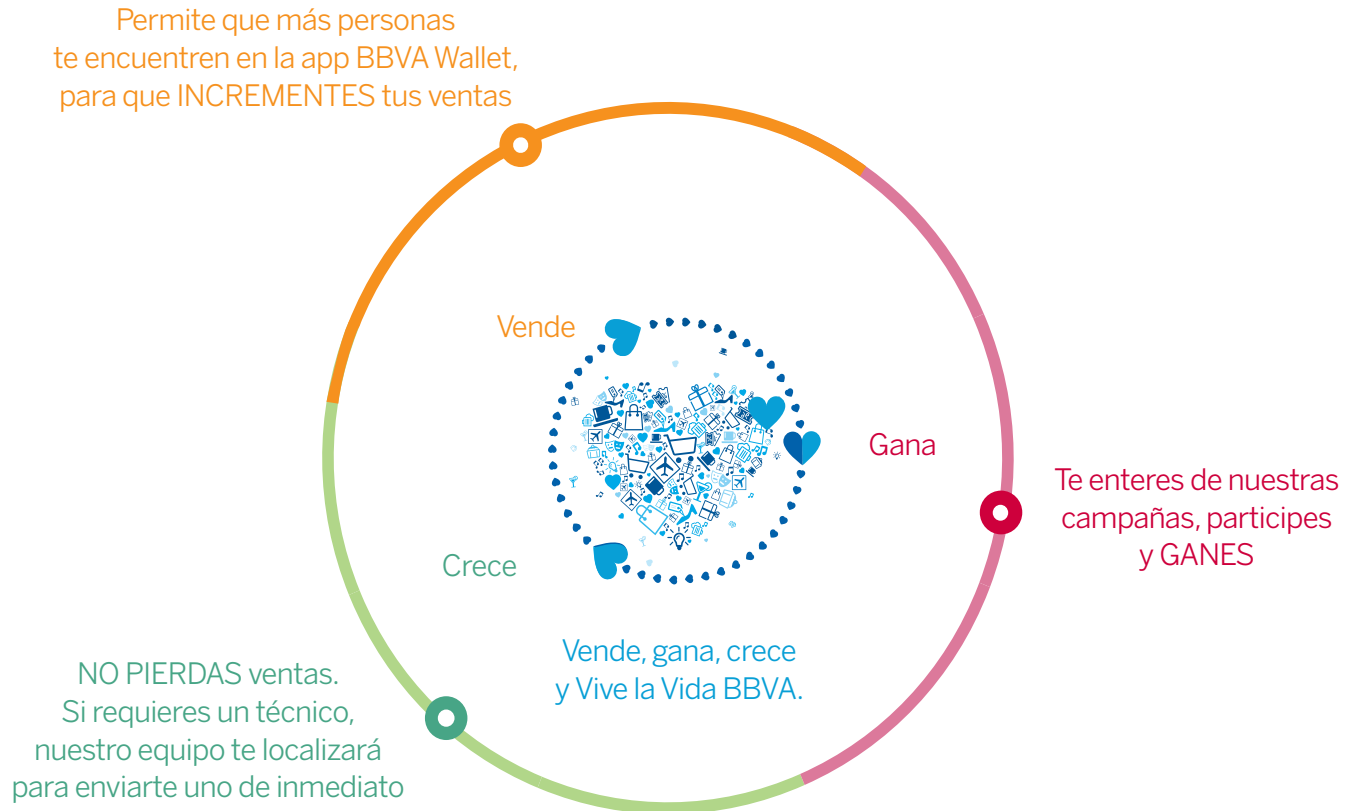 Permite que más personas
te encuentren en la app BBVA Wallet,
para que INCREMENTES tus ventas
Vende
Gana
Te enteres de nuestras
campañas, participes
y GANES
Crece
Vende, gana, crece
y Vive la Vida BBVA.
NO PIERDAS ventas.
Si requieres un técnico,
nuestro equipo te localizará
para enviarte uno de inmediato